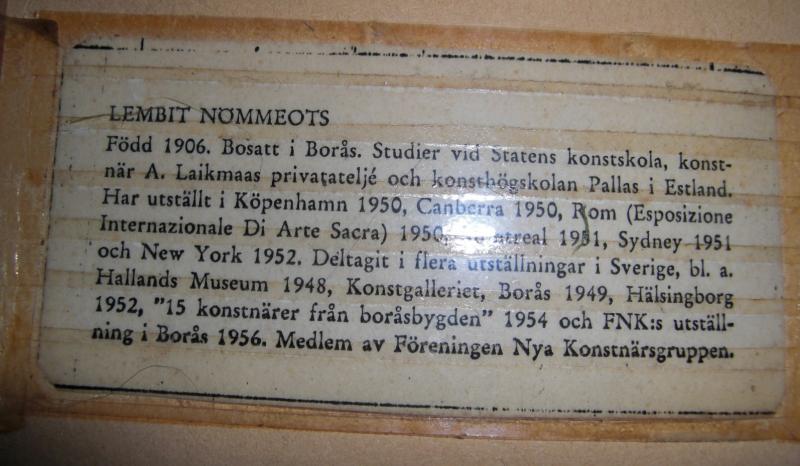 LEMBIT NÖMMEOTS
Född 1906. Bosatt i Borås. Studier vid Statens konstskola, konst-
när A. Laikmaas privatateljé och konsthögskolan Pallas i Estland.
Har utställt i Köpenhamn 1950, Canberra 1950, Rom (Esposizione
Internazionale Di Arte Sacra) 1950, 1951, Sydney 1951
och New York 1952. Deltagit i flera utställningar i Sverige, bl. a.
Hallands Museum 1948, Konstgalleriet, Borås 1949, Hälsingborg
1952, "15 konstnärer från boråsbygden" 1954 och FNK:s utställ-
ning i Borås 1956. Medlem av Föreningen Nya Konstnärsgruppen.